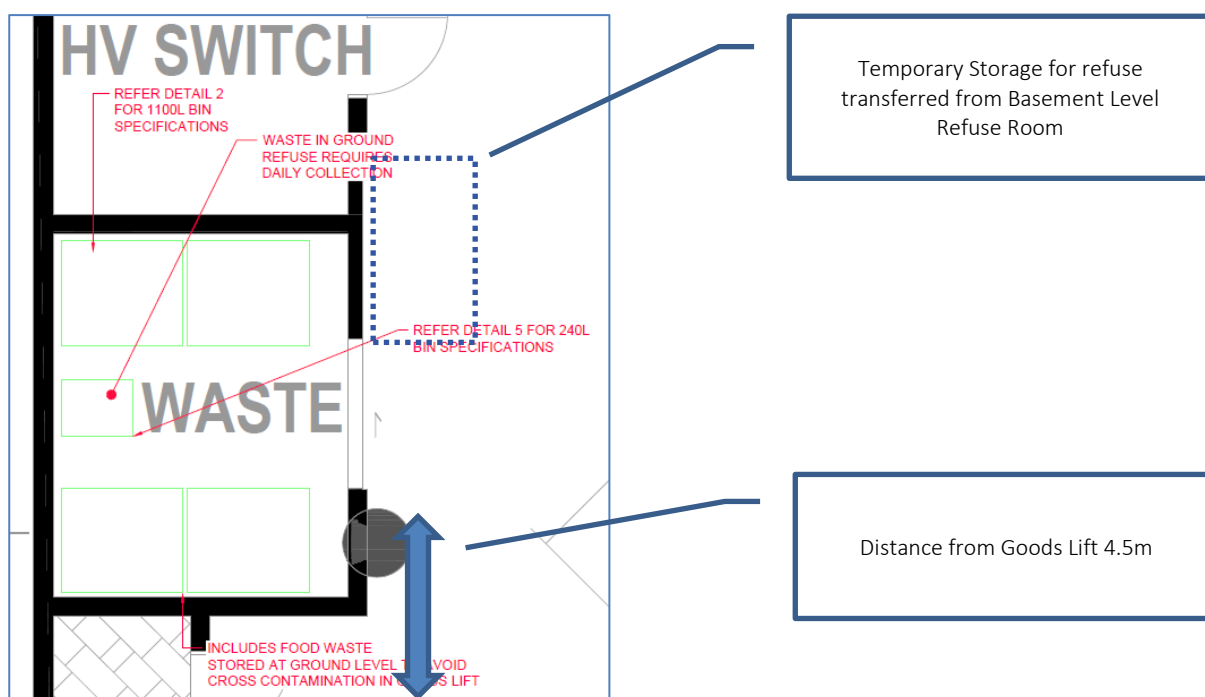 HV SWITCH
REFER DETAIL 2
FOR 1100L BIN
SPECIFICATIONS
WASTE IN GROUND
REFUSE REQUIRES
DAILY COLLECTION
REFER DETAIL 5 FOR 240L
BIN SPECIFICATIONS
WASTE
INCLUDES FOOD WASTE
STORED AT GROUND LEVEL AVOID
CROSS CONTAMINATION IN LIFT
Temporary Storage for refuse
transferred from Basement Level
Refuse Room
Distance from Goods Lift 4.5m